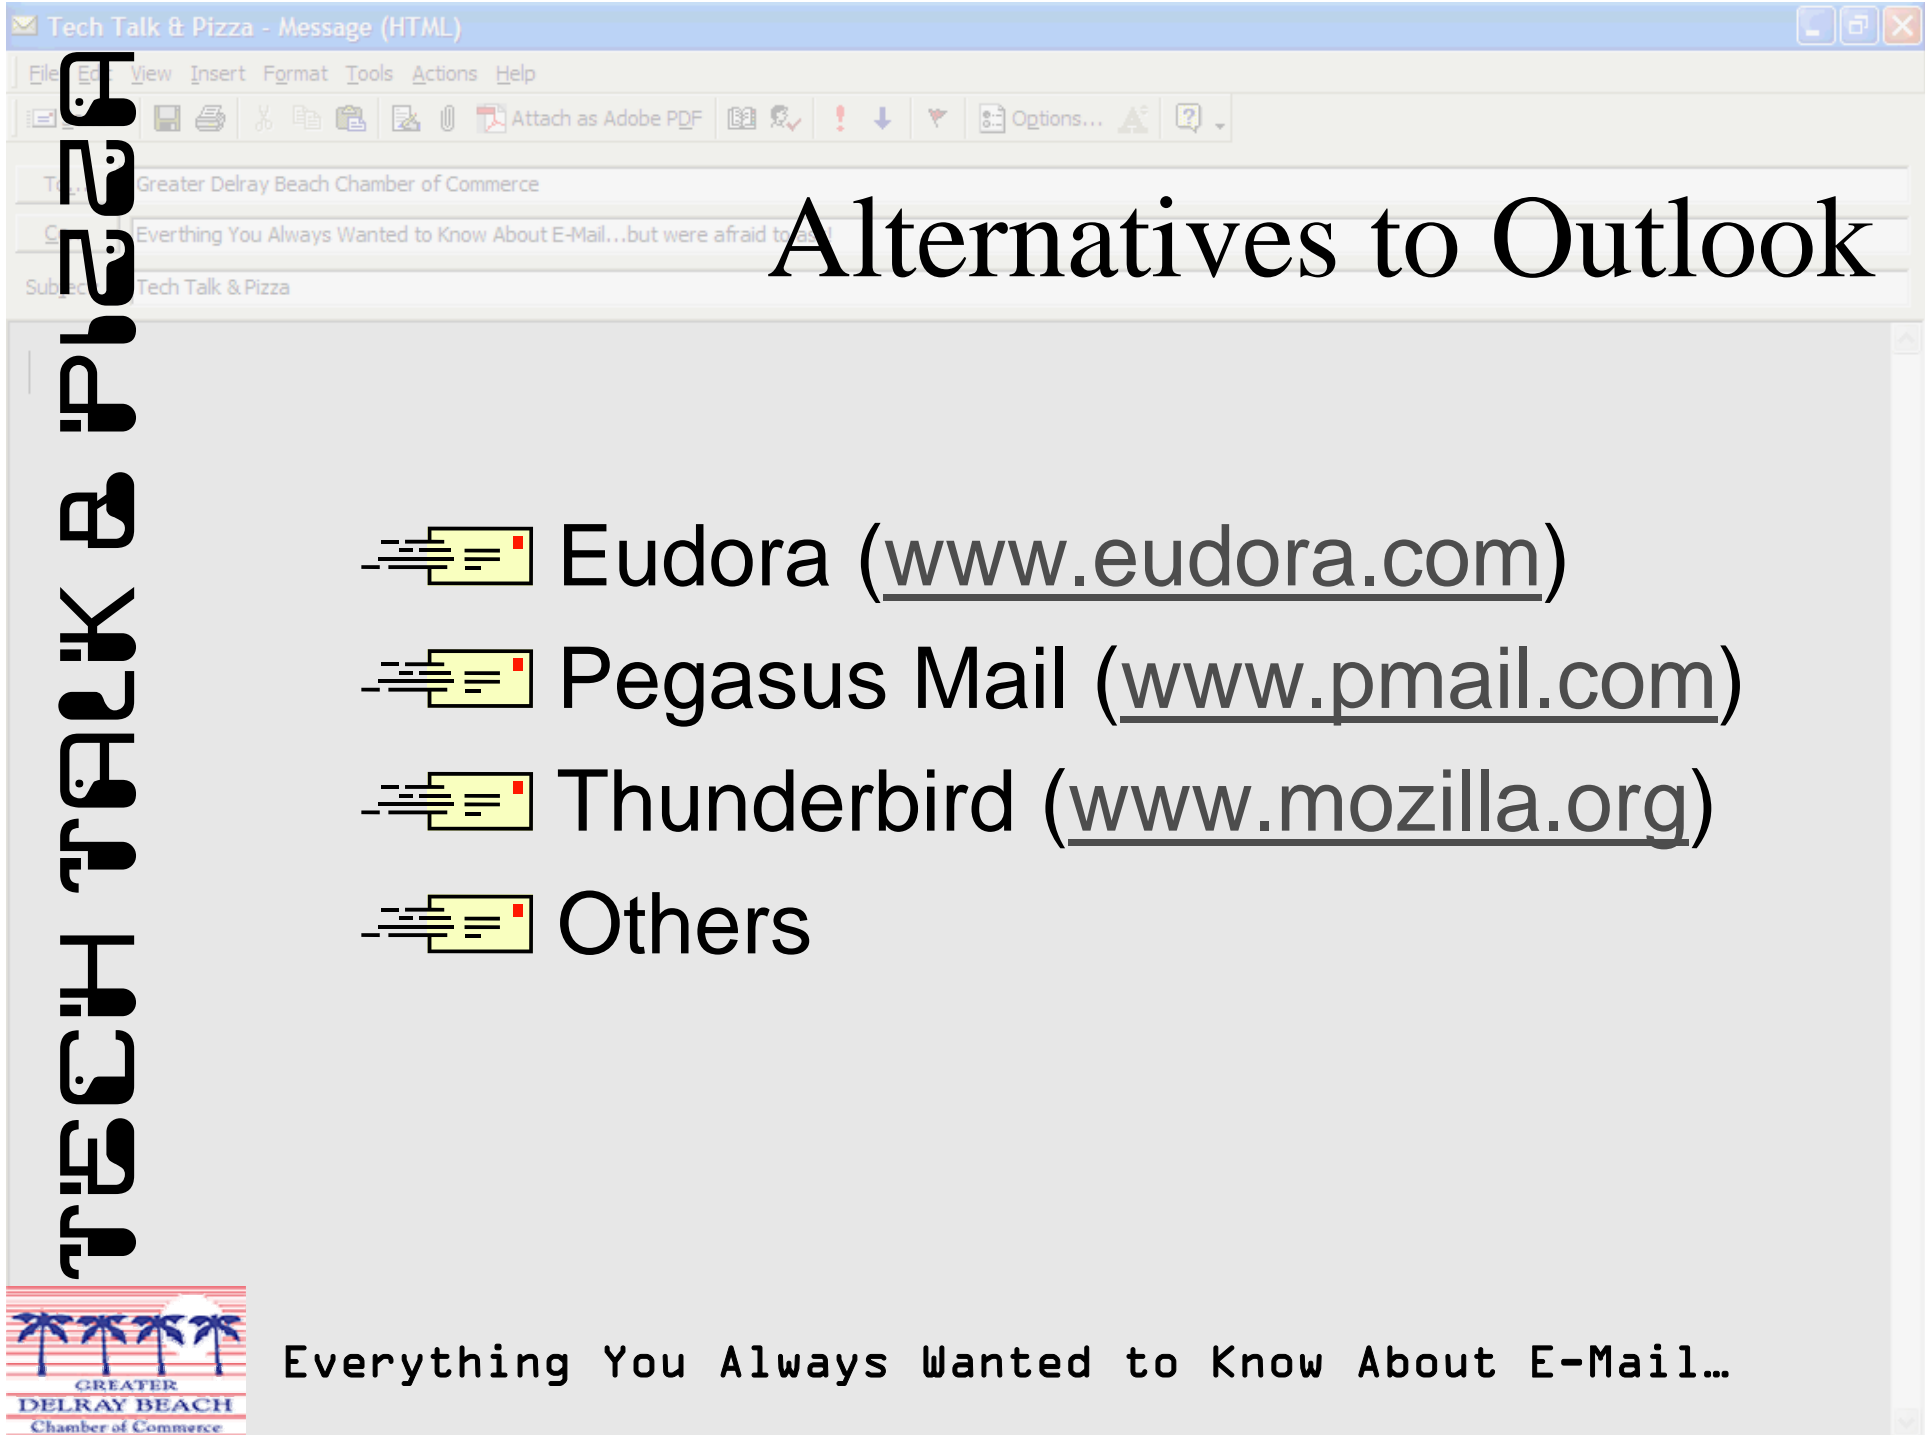 Tech Talk & Pizza - Message (HTML)
File Edit View Insert Format Tools Actions Help
Attach as Adobe PDF Options...
To... Greater Delray Beach Chamber of Commerce
Everthing You Always Wanted to Know About E-Mail...but were afraid to
Subject: Tech Talk & Pizza
Alternatives to Outlook
TECH TALK & PIZZA
Eudora (www.eudora.com)
Pegasus Mail (www.pmail.com)
Thunderbird (www.mozilla.org)
Others
GREATER
DELRAY BEACH
Chamber of Commerce
Everything You Always Wanted to Know About E-Mail…